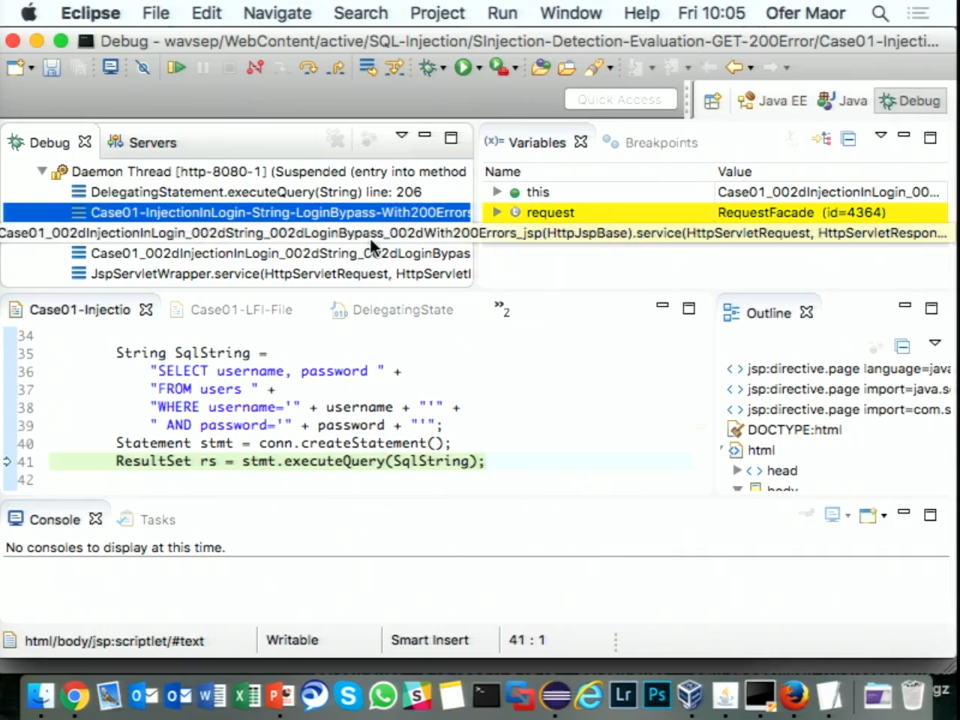 Eclipse File Edit Navigate Search Project Run Window Help Fri 10:05 Ofer Maor
Debug - wavsep/WebContent/active/SQL-Injection/SInjection-Detection-Evaluation-GET-200Error/Case01-Injecti...
Quick Access
Java EE
Java
Debug
Debug
Servers
Daemon Thread [http-8080-1] (Suspended (entry into method
DelegatingStatement.executeQuery(String) line: 206
Case01-InjectionInLogin-String-LoginBypass-With200Errors
Case01_002dInjectionInLogin_002dString_002dLoginBypass_002dWith200Errors_jsp(HttpJspBase).service(HttpServletRequest, HttpServletRespon...
Case01_002dInjectionInLogin_002dString_002dLoginBypas
JspServletWrapper.service(HttpServletRequest, HttpServletI
(x)= Variables
Breakpoints
Name Value
this Case01_002dInjectionInLogin_00...
request RequestFacade (id=4364)
Case01-Injectio
Case01-LFI-File
DelegatingState
»2
34
35 String SqlString =
36 "SELECT username, password " +
37 "FROM users " +
38 "WHERE username='" + username + "'" +
39 " AND password='" + password + "'";
40 Statement stmt = conn.createStatement();
41 ResultSet rs = stmt.executeQuery(SqlString);
42
Outline
jsp:directive.page language=java
jsp:directive.page import=java.s
jsp:directive.page import=com.s
DOCTYPE:html
html
head
body
Console
Tasks
No consoles to display at this time.
html/body/jsp:scriptlet/#text
Writable
Smart Insert
41 : 1
Lr
Ps
gz